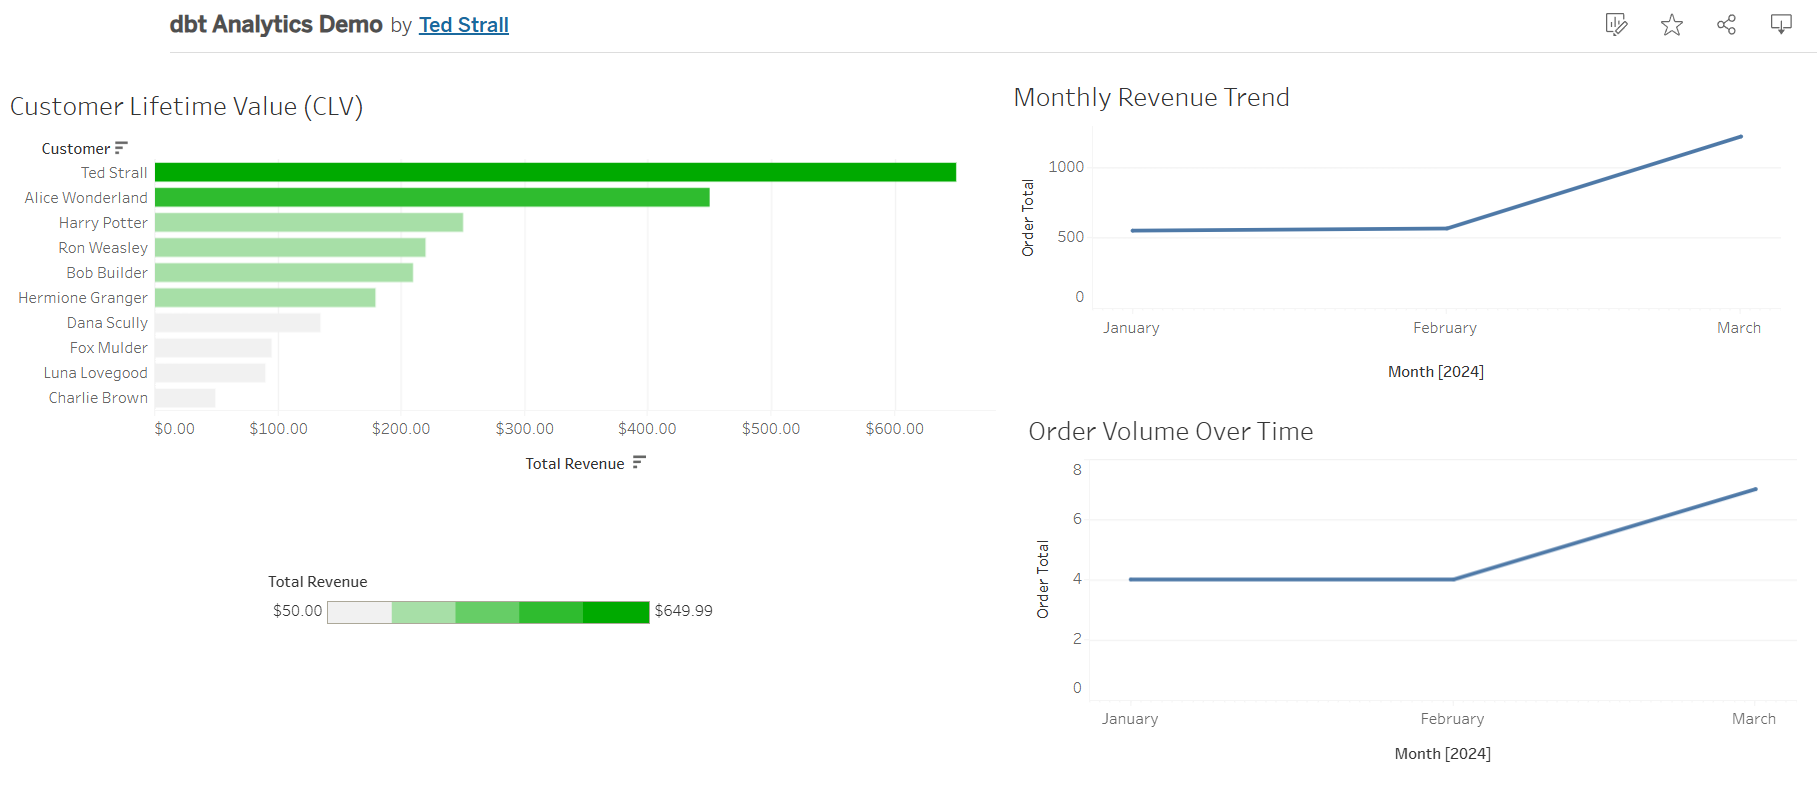 dbt Analytics Demo by Ted Strall
Customer Lifetime Value (CLV)
Customer
Ted Strall
Alice Wonderland
Harry Potter
Ron Weasley
Bob Builder
Hermione Granger
Dana Scully
Fox Mulder
Luna Lovegood
Charlie Brown
$0.00 $100.00 $200.00 $300.00 $400.00 $500.00 $600.00
Total Revenue
Total Revenue
$50.00 $649.99
Monthly Revenue Trend
Order Total
1000
500
0
January February March
Month [2024]
Order Volume Over Time
Order Total
8
6
4
2
0
January February March
Month [2024]